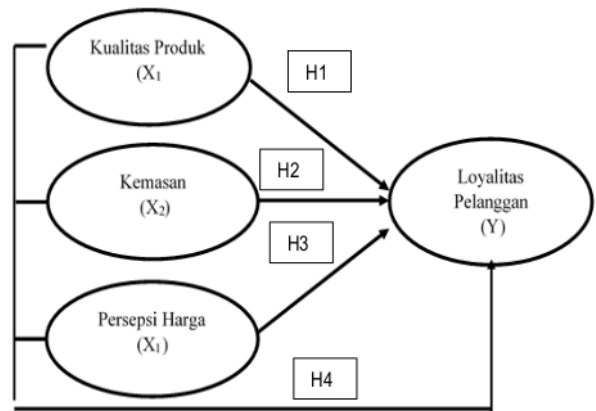 Kualitas Produk
(X₁
H1
Kemasan
(X₂)
H2
Loyalitas
Pelanggan
(Y)
H3
Persepsi Harga
(X₁)
H4